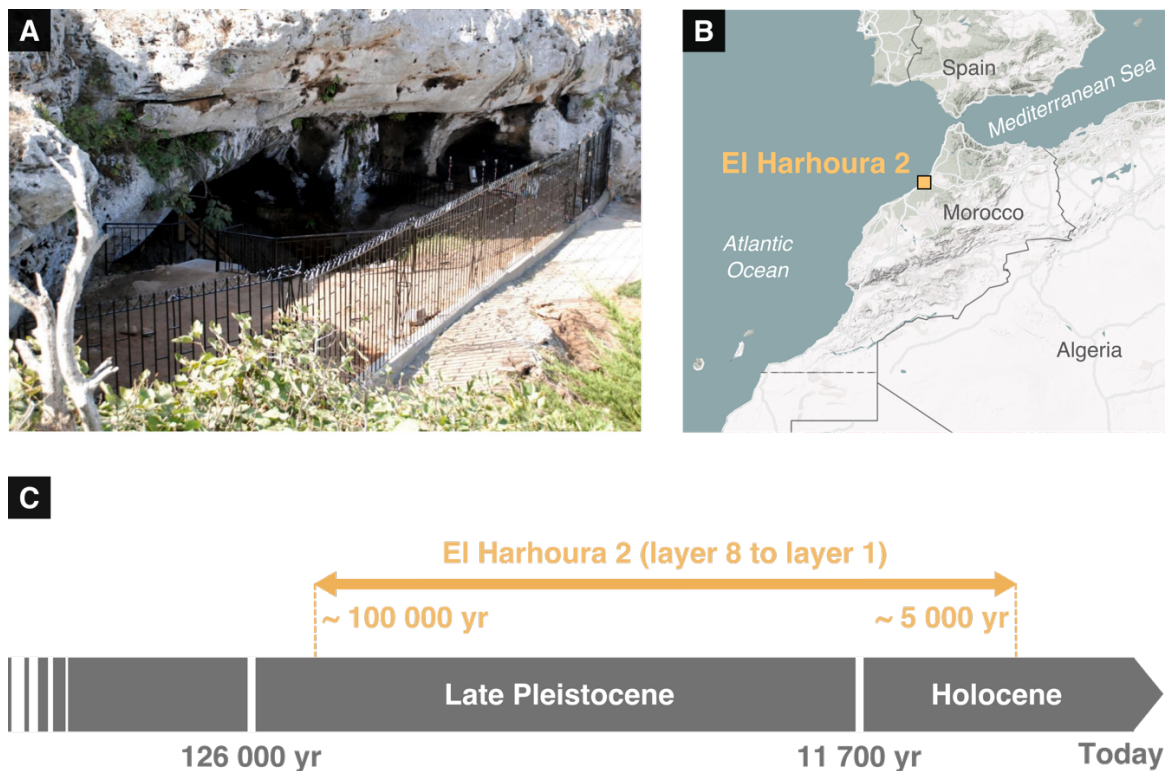 A
B
Spain
Mediterranean Sea
El Harhoura 2
Morocco
Atlantic
Ocean
Algeria
C
El Harhoura 2 (layer 8 to layer 1)
~ 100 000 yr
~ 5 000 yr
Late Pleistocene
Holocene
126 000 yr
11 700 yr
Today